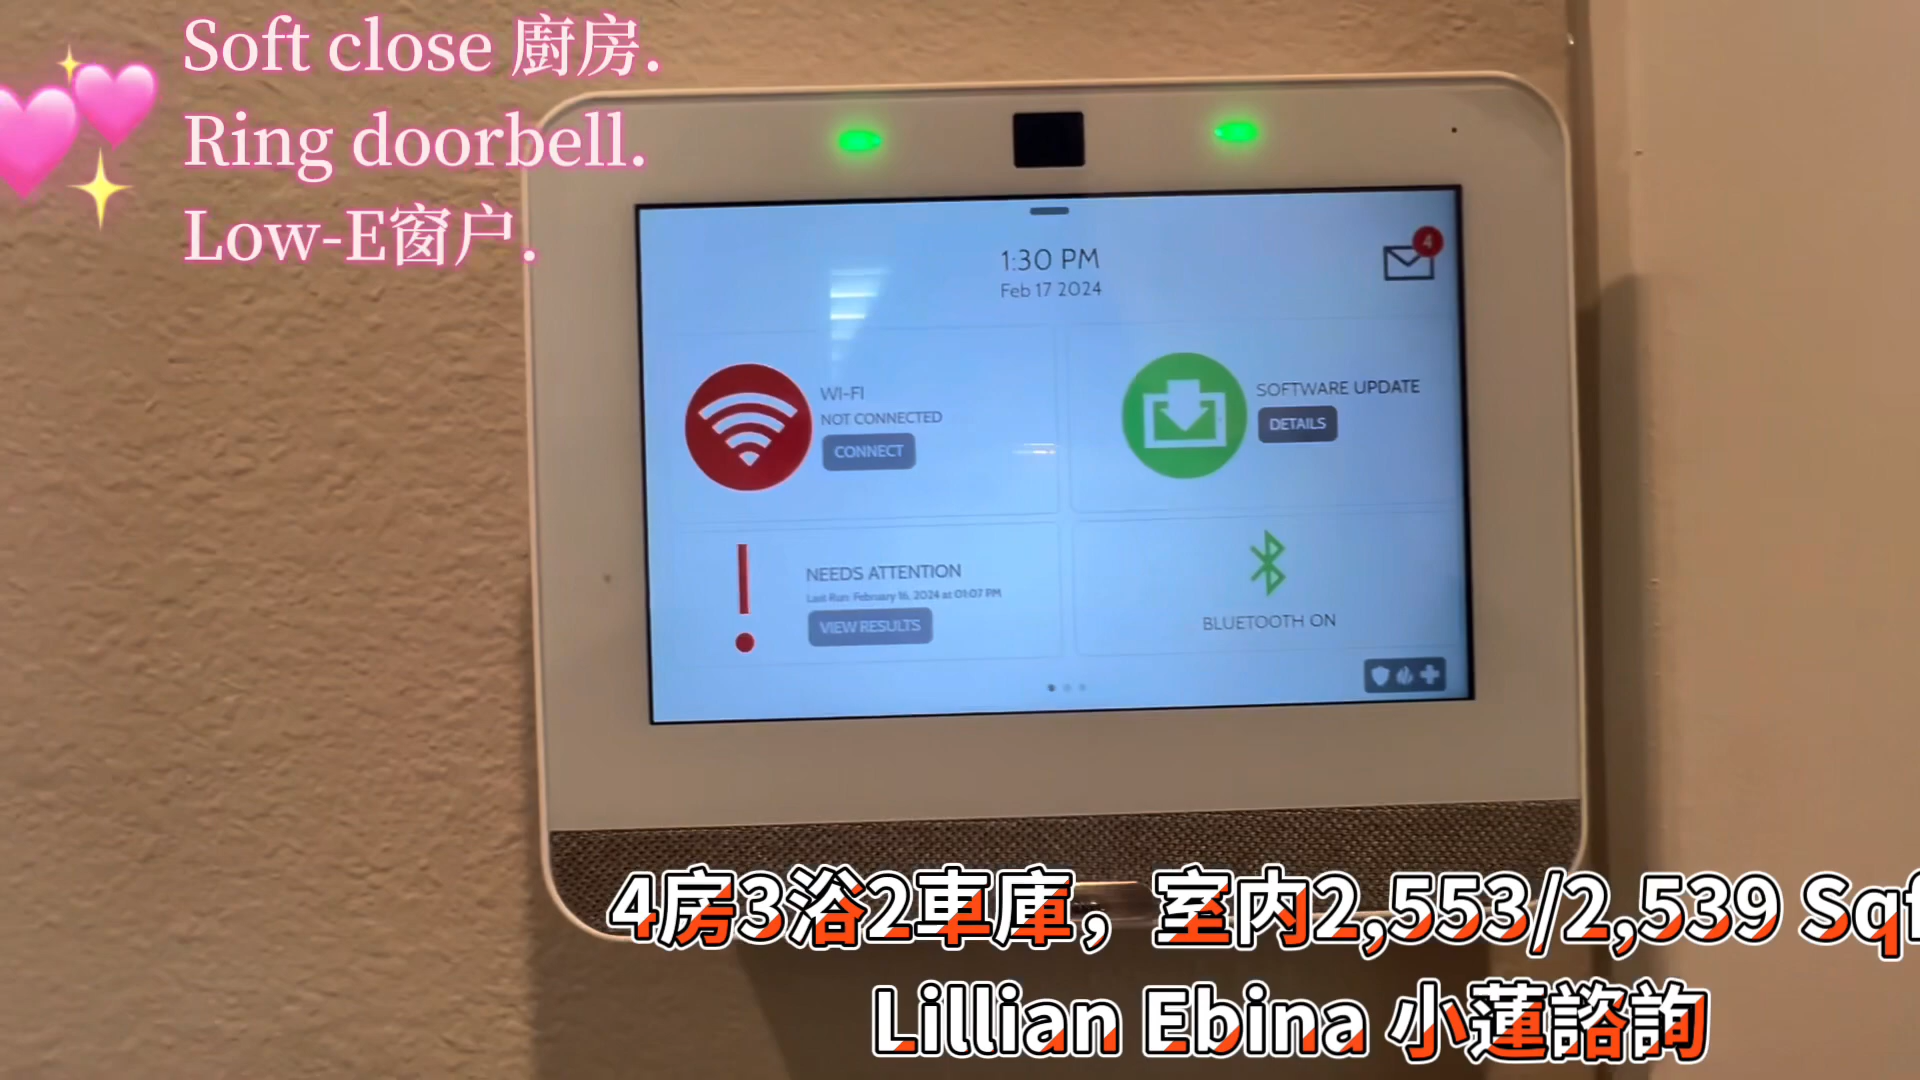 Soft close 廚房.
Ring doorbell.
Low-E窗户.
1:30 PM
Feb 17 2024
4
WI-FI
NOT CONNECTED
CONNECT
SOFTWARE UPDATE
DETAILS
NEEDS ATTENTION
Last Run: February 16, 2024 at 01:07 PM
VIEW RESULTS
BLUETOOTH ON
4房3浴2車庫，室内2,553/2,539 Sqf
Lillian Ebina 小蓮諮詢